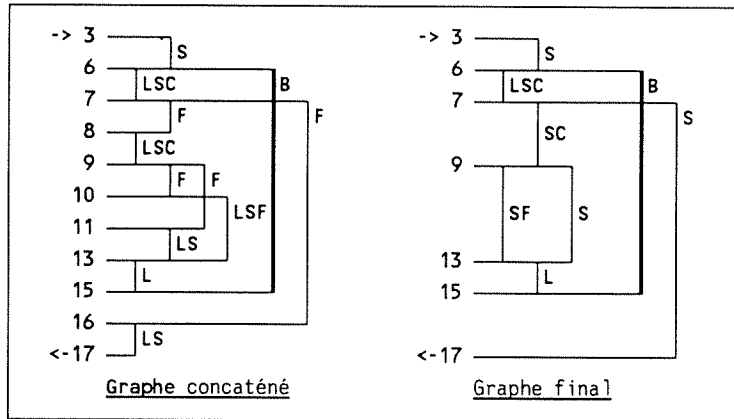 -> 3
S
6
LSC
B
7
F
F
8
LSC
9
F
F
10
LSF
11
LS
13
L
15
16
LS
<-17
Graphe concaténé
-> 3
S
6
LSC
B
7
S
SC
9
SF
S
13
L
15
<-17
Graphe final